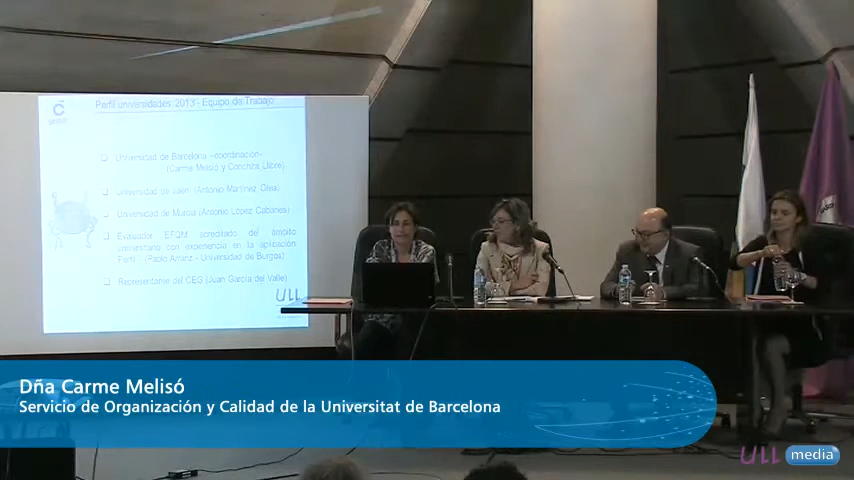 Perfil universidades 2013 - Equipo de Trabajo
Universidad de Barcelona –coordinación-
(Carme Melisó y Conchita Llibre)
Universidad de Jaén (Antonio Martínez Olea)
Universidad de Murcia (Antonio López Cabanes)
Evaluador EFQM acreditado del ámbito
universitario con experiencia en la aplicación
Perfil - (Pablo Arranz - Universidad de Burgos)
Representante del CEG (Juan García del Valle)
ULL
Dña Carme Melisó
Servicio de Organización y Calidad de la Universitat de Barcelona
ULL media